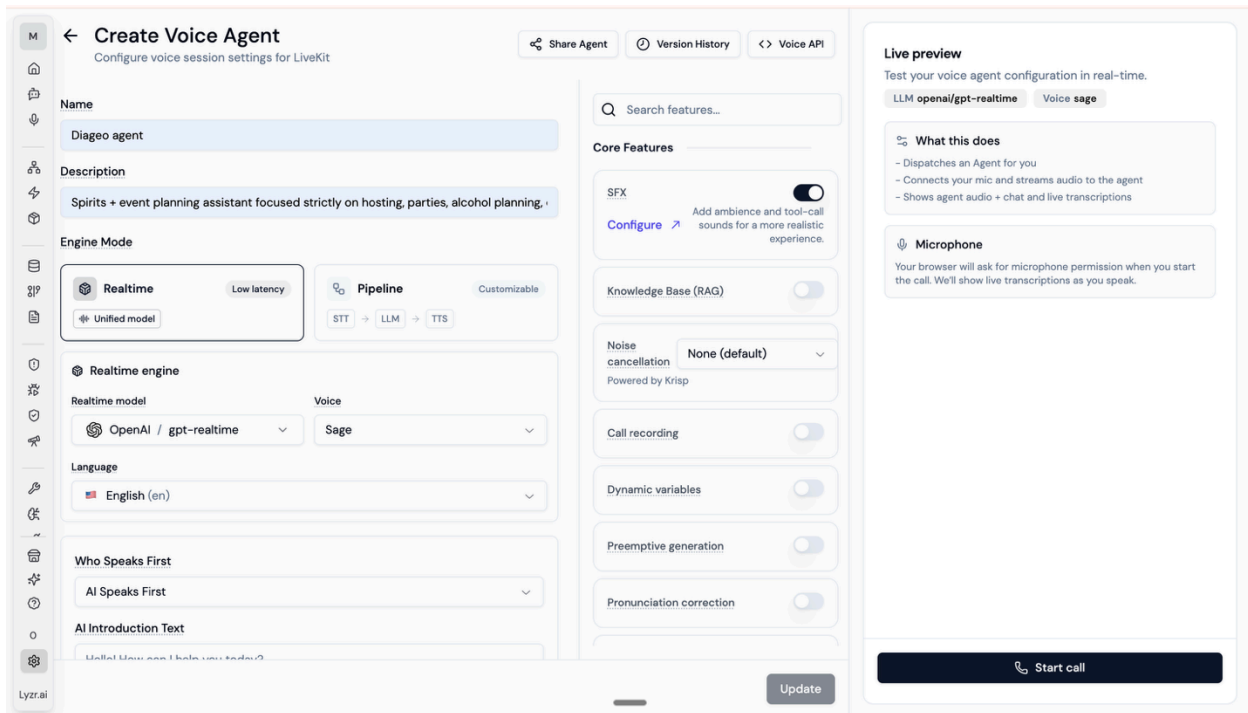 M
Create Voice Agent
Configure voice session settings for LiveKit
Share Agent
Version History
Voice API
Name
Diageo agent
Description
Spirits + event planning assistant focused strictly on hosting, parties, alcohol planning,
Engine Mode
Realtime
Low latency
Unified model
Pipeline
Customizable
STT → LLM → TTS
Realtime engine
Realtime model
OpenAI / gpt-realtime
Voice
Sage
Language
English (en)
Who Speaks First
AI Speaks First
AI Introduction Text
Hello! How can I help you today?
Search features...
Core Features
SFX
Configure ↗
Add ambience and tool-call
sounds for a more realistic
experience.
Knowledge Base (RAG)
Noise
cancellation
None (default)
Powered by Krisp
Call recording
Dynamic variables
Preemptive generation
Pronunciation correction
Update
Live preview
Test your voice agent configuration in real-time.
LLM openai/gpt-realtime
Voice sage
What this does
- Dispatches an Agent for you
- Connects your mic and streams audio to the agent
- Shows agent audio + chat and live transcriptions
Microphone
Your browser will ask for microphone permission when you start
the call. We'll show live transcriptions as you speak.
Start call
O
Lyzr.ai